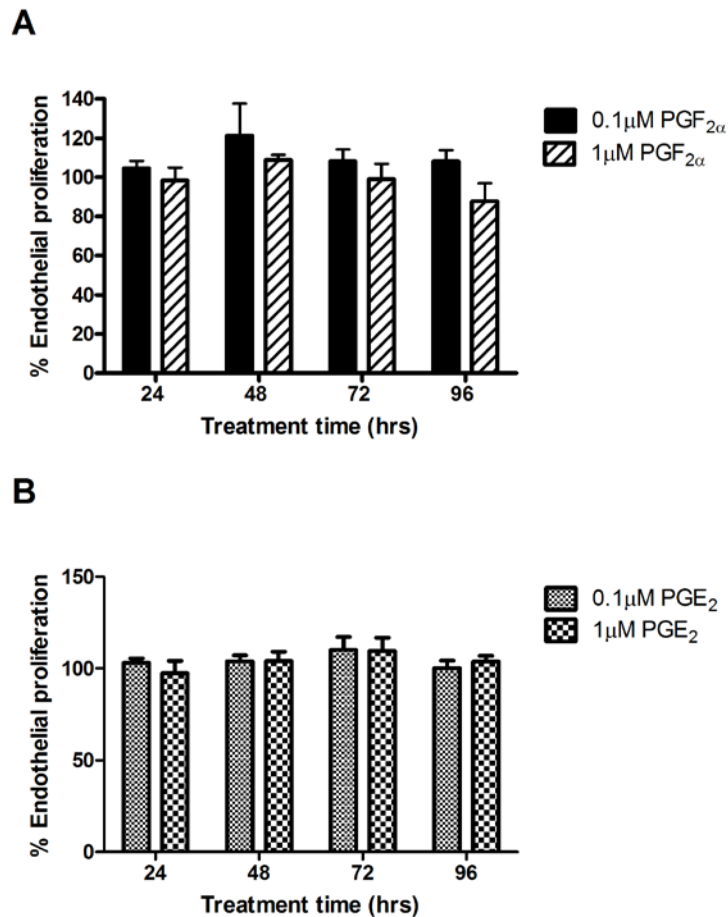 A
140
120
100
80
60
40
20
0
% Endothelial proliferation
24 48 72 96
Treatment time (hrs)
0.1μM PGF2α
1μM PGF2α
B
150
100
50
0
% Endothelial proliferation
24 48 72 96
Treatment time (hrs)
0.1μM PGE2
1μM PGE2